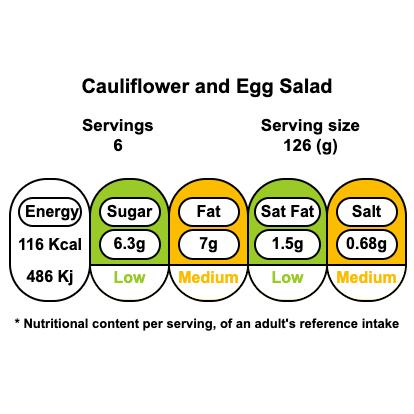 Cauliflower and Egg Salad
Servings Serving size
6 126 (g)
Energy Sugar Fat Sat Fat Salt
116 Kcal 6.3g 7g 1.5g 0.68g
486 Kj Low Medium Low Medium
* Nutritional content per serving, of an adult's reference intake